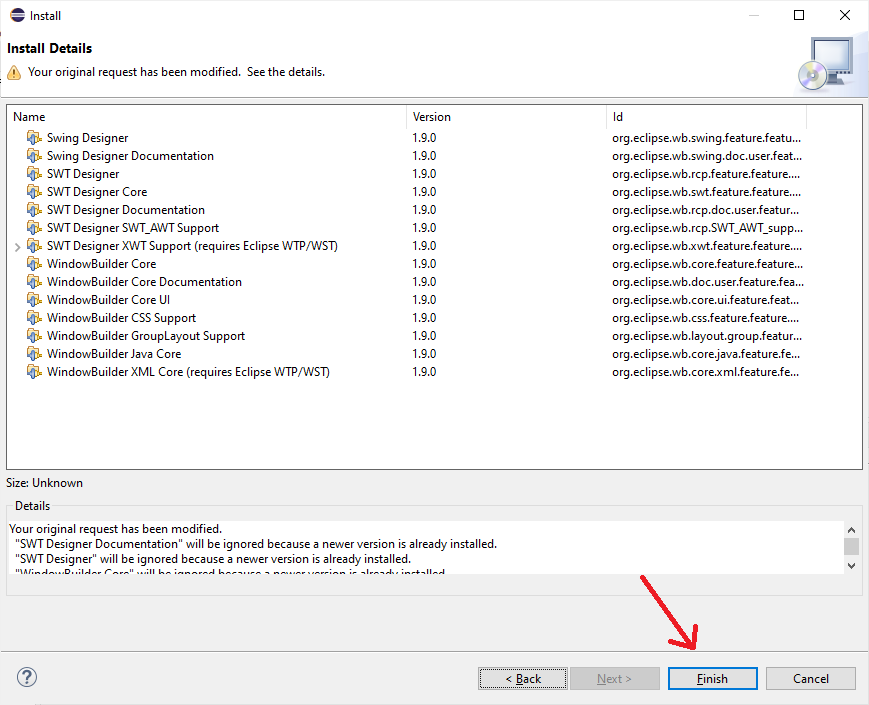 Install
Install Details
Your original request has been modified.  See the details.
Name Version Id
Swing Designer 1.9.0 org.eclipse.wb.swing.feature.featu...
Swing Designer Documentation 1.9.0 org.eclipse.wb.swing.doc.user.feat...
SWT Designer 1.9.0 org.eclipse.wb.rcp.feature.feature....
SWT Designer Core 1.9.0 org.eclipse.wb.swt.feature.feature....
SWT Designer Documentation 1.9.0 org.eclipse.wb.rcp.doc.user.featur...
SWT Designer SWT_AWT Support 1.9.0 org.eclipse.wb.rcp.SWT_AWT_supp...
SWT Designer XWT Support (requires Eclipse WTP/WST) 1.9.0 org.eclipse.wb.xwt.feature.feature....
WindowBuilder Core 1.9.0 org.eclipse.wb.core.feature.feature...
WindowBuilder Core Documentation 1.9.0 org.eclipse.wb.doc.user.feature.fea...
WindowBuilder Core UI 1.9.0 org.eclipse.wb.core.ui.feature.feat...
WindowBuilder CSS Support 1.9.0 org.eclipse.wb.css.feature.feature....
WindowBuilder GroupLayout Support 1.9.0 org.eclipse.wb.layout.group.featur...
WindowBuilder Java Core 1.9.0 org.eclipse.wb.core.java.feature.fe...
WindowBuilder XML Core (requires Eclipse WTP/WST) 1.9.0 org.eclipse.wb.core.xml.feature.fe...
Size: Unknown
Details
Your original request has been modified.
"SWT Designer Documentation" will be ignored because a newer version is already installed.
"SWT Designer" will be ignored because a newer version is already installed.
"WindowBuilder Core" will be ignored because a newer version is already installed.
? < Back Next > Finish Cancel